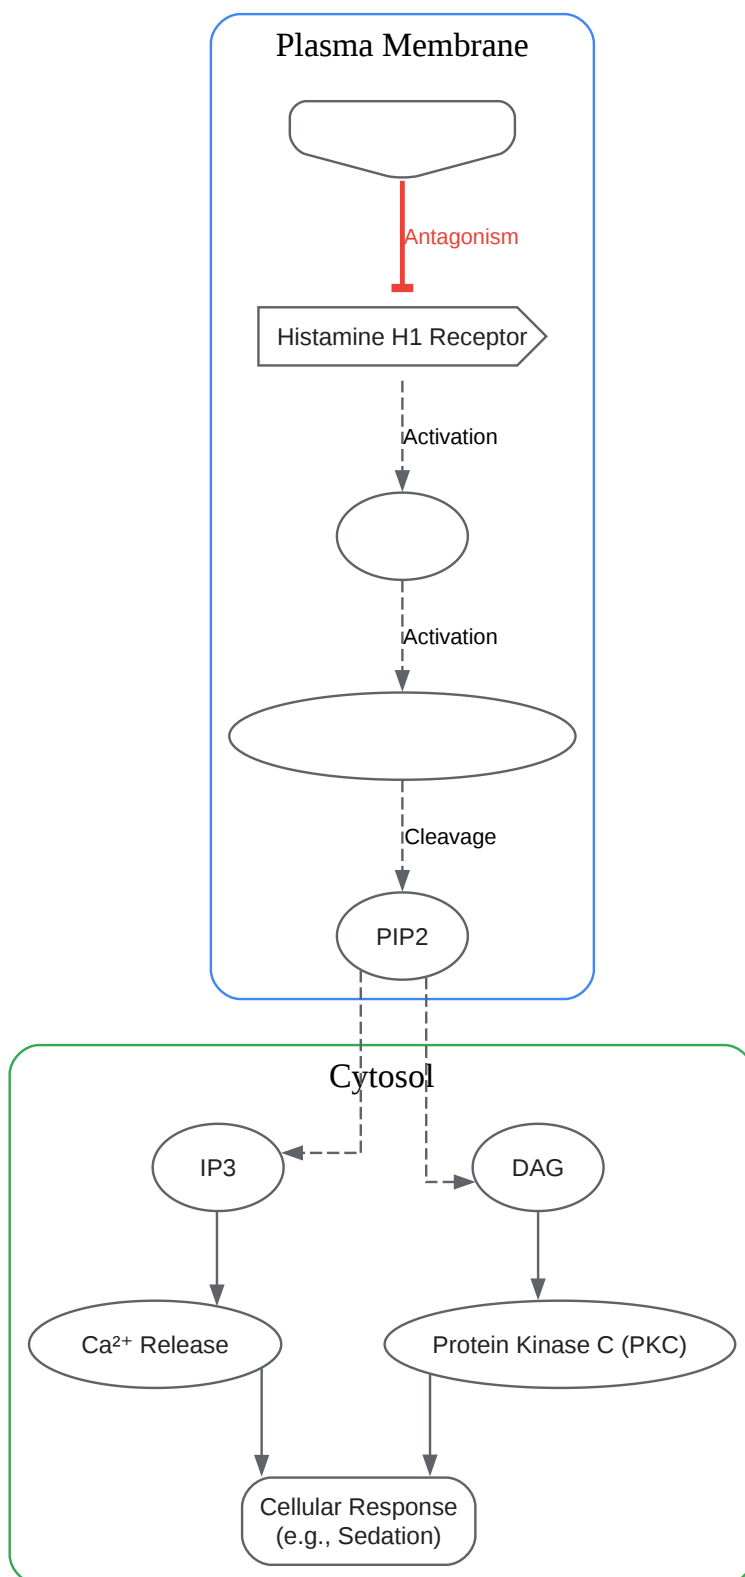 Plasma Membrane
Antagonism
Histamine H1 Receptor
Activation
Activation
Cleavage
PIP2
Cytosol
IP3
DAG
Ca²⁺ Release
Protein Kinase C (PKC)
Cellular Response
(e.g., Sedation)